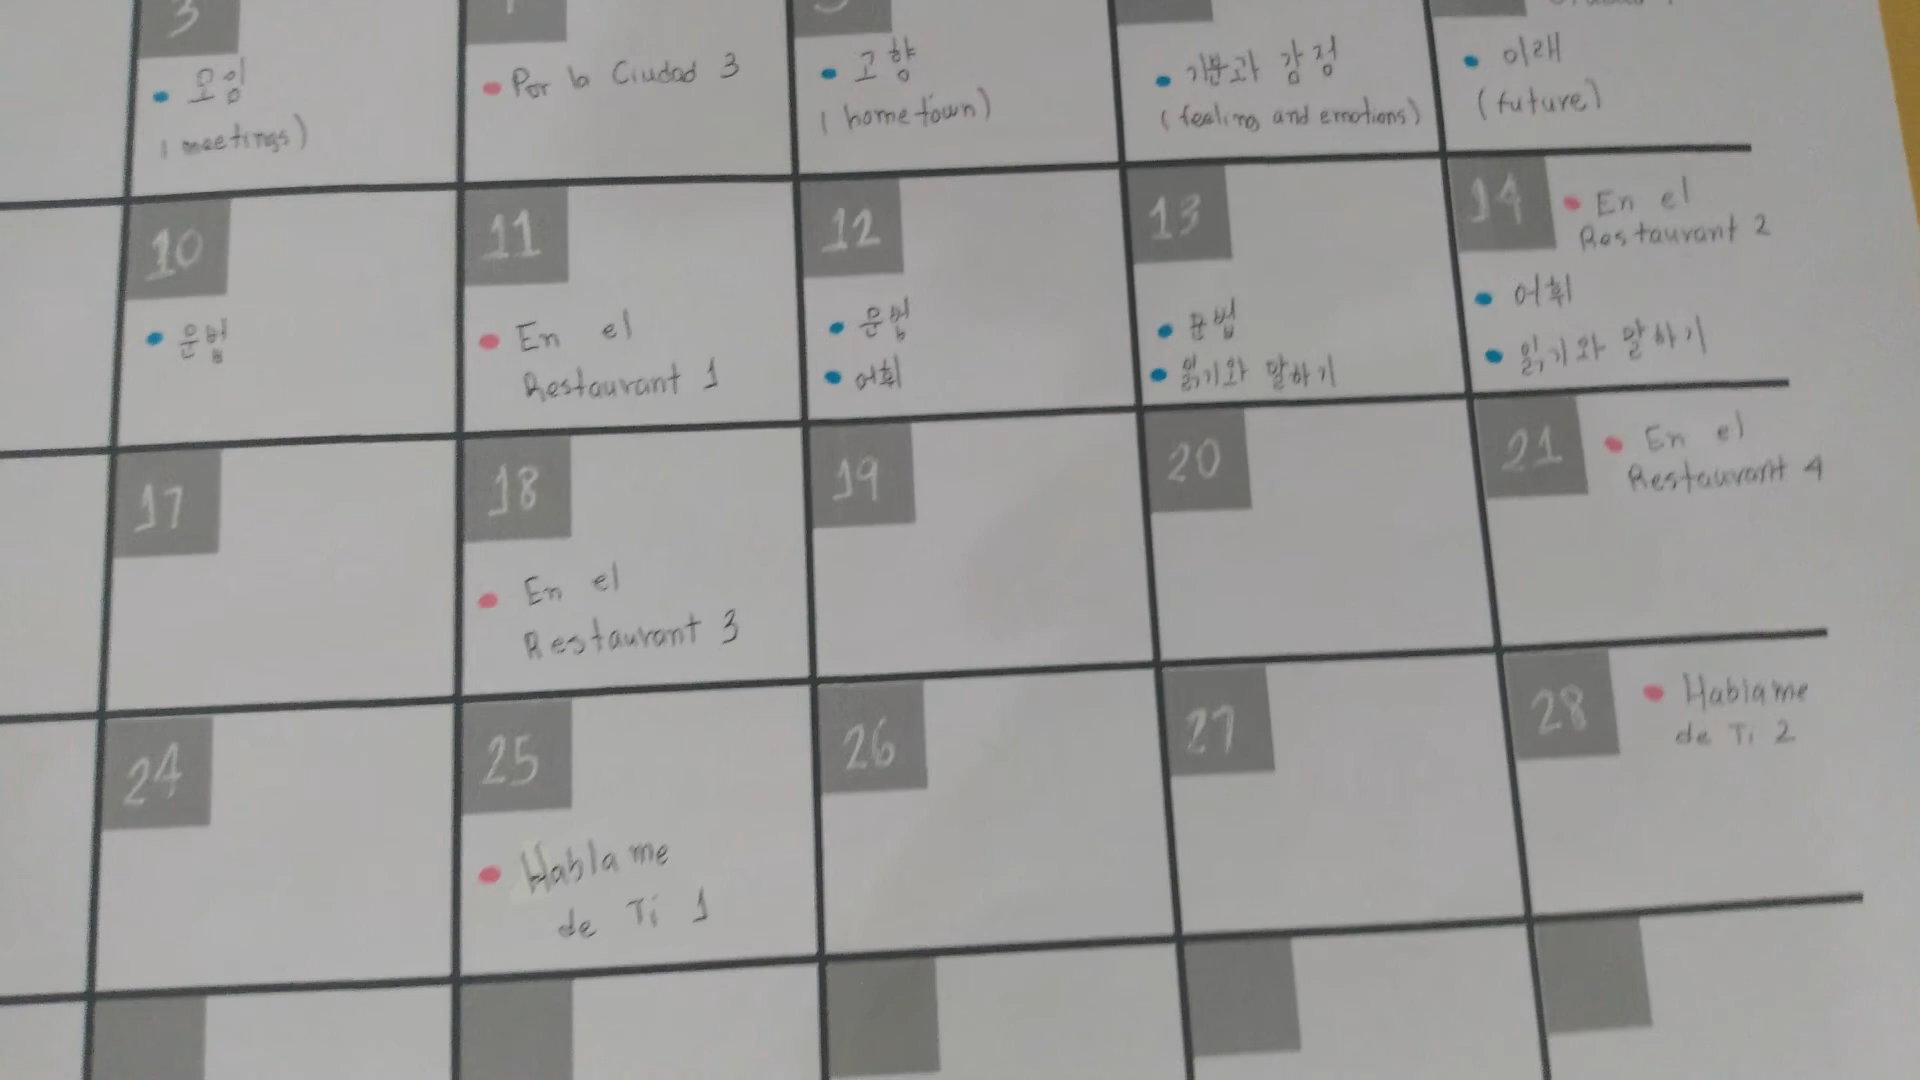 3
• 모임
(meetings)
• Por la Ciudad 3
• 고향
(hometown)
• 기분과 감정
(feeling and emotions)
• 이래
(future)
10
• 문법
11
• En el
Restaurant 1
12
• 문법
• 어휘
13
• 문법
• 읽기와 말하기
14
• En el
Restaurant 2
• 어휘
• 읽기와 말하기
17
18
• En el
Restaurant 3
19
20
21
• En el
Restaurant 4
24
25
• Hablame
de Ti 1
26
27
28
• Hablame
de Ti 2